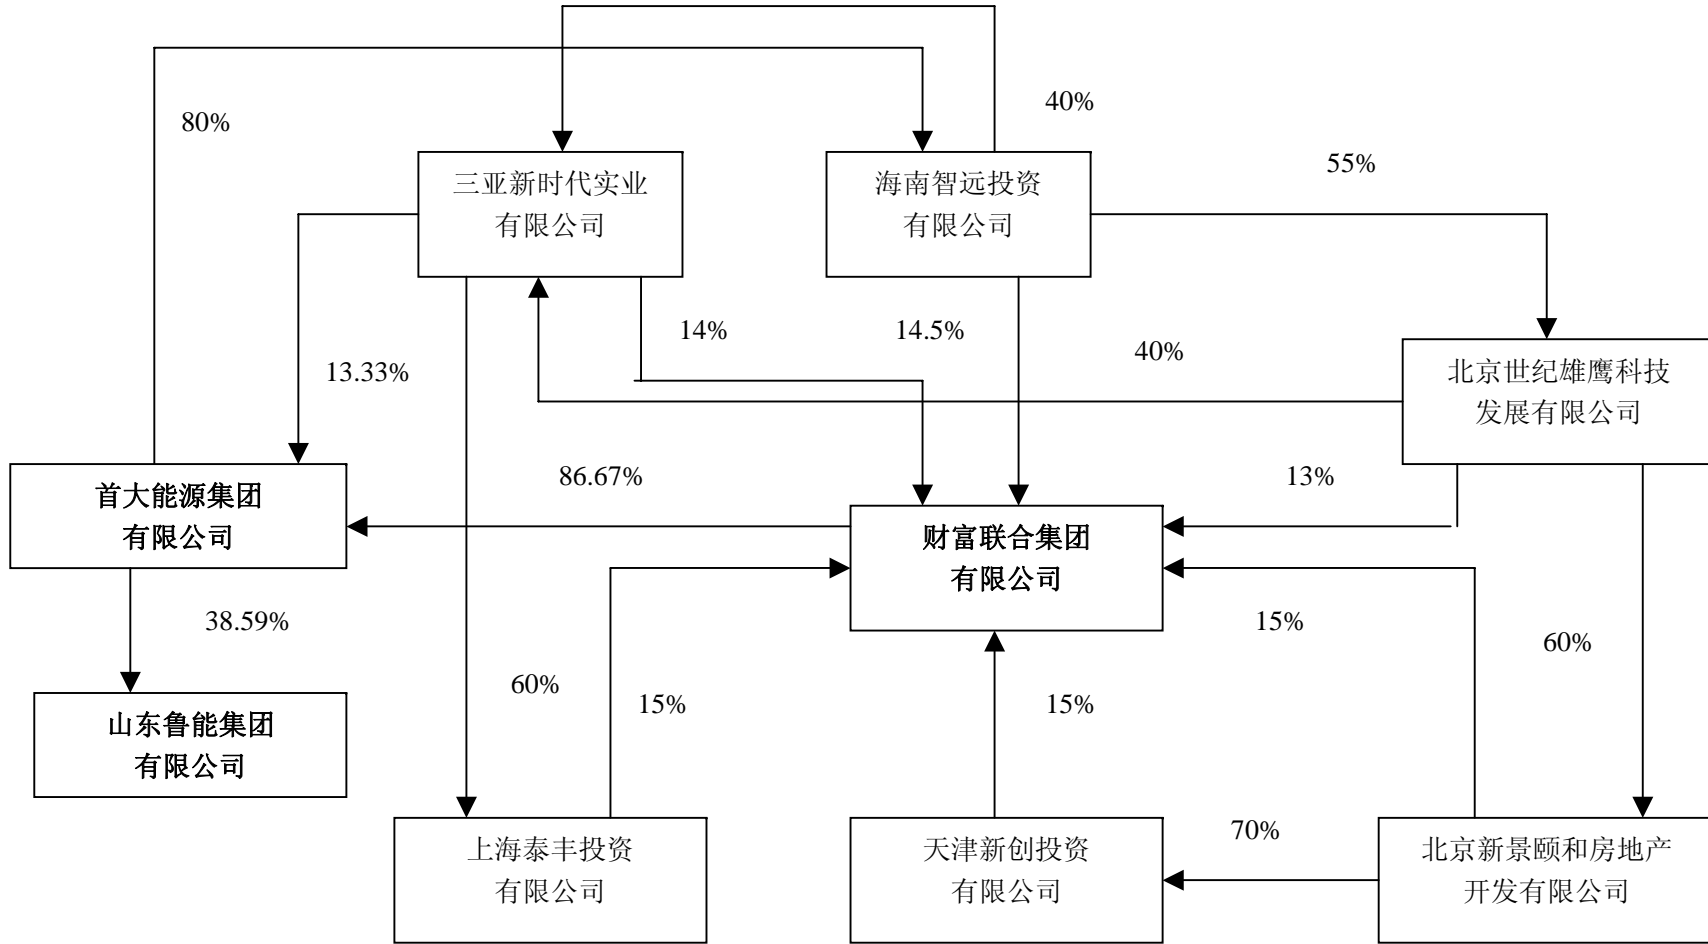 40%
80%
55%
三亚新时代实业
有限公司
海南智远投资
有限公司
14%
14.5%
40%
13.33%
北京世纪雄鹰科技
发展有限公司
86.67%
13%
首大能源集团
有限公司
财富联合集团
有限公司
38.59%
15%
60%
60%
15%
15%
山东鲁能集团
有限公司
70%
上海泰丰投资
有限公司
天津新创投资
有限公司
北京新景颐和房地产
开发有限公司